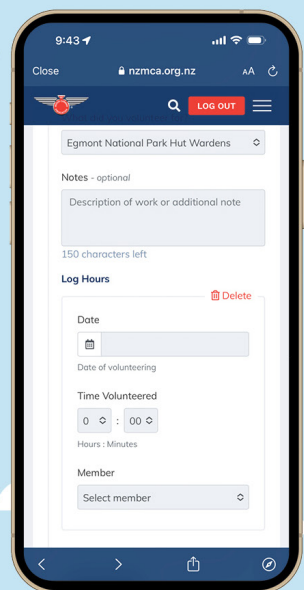 9:43
Close
nzmca.org.nz
AA
LOG OUT
Egmont National Park Hut Wardens
Notes - optional
Description of work or additional note
150 characters left
Log Hours
Delete
Date
Date of volunteering
Time Volunteered
0 : 00
Hours : Minutes
Member
Select member